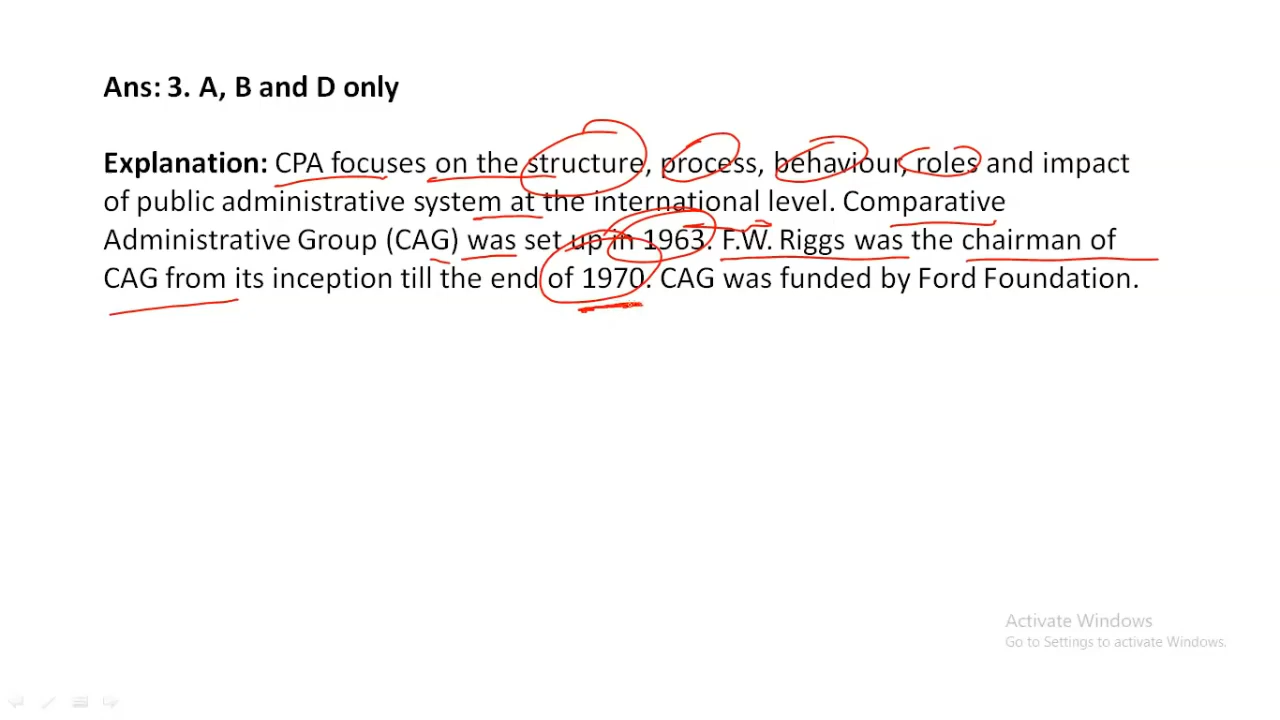 Ans: 3. A, B and D only
Explanation: CPA focuses on the structure, process, behaviour, roles and impact
of public administrative system at the international level. Comparative
Administrative Group (CAG) was set up in 1963. F.W. Riggs was the chairman of
CAG from its inception till the end of 1970. CAG was funded by Ford Foundation.
Activate Windows
Go to Settings to activate Windows.